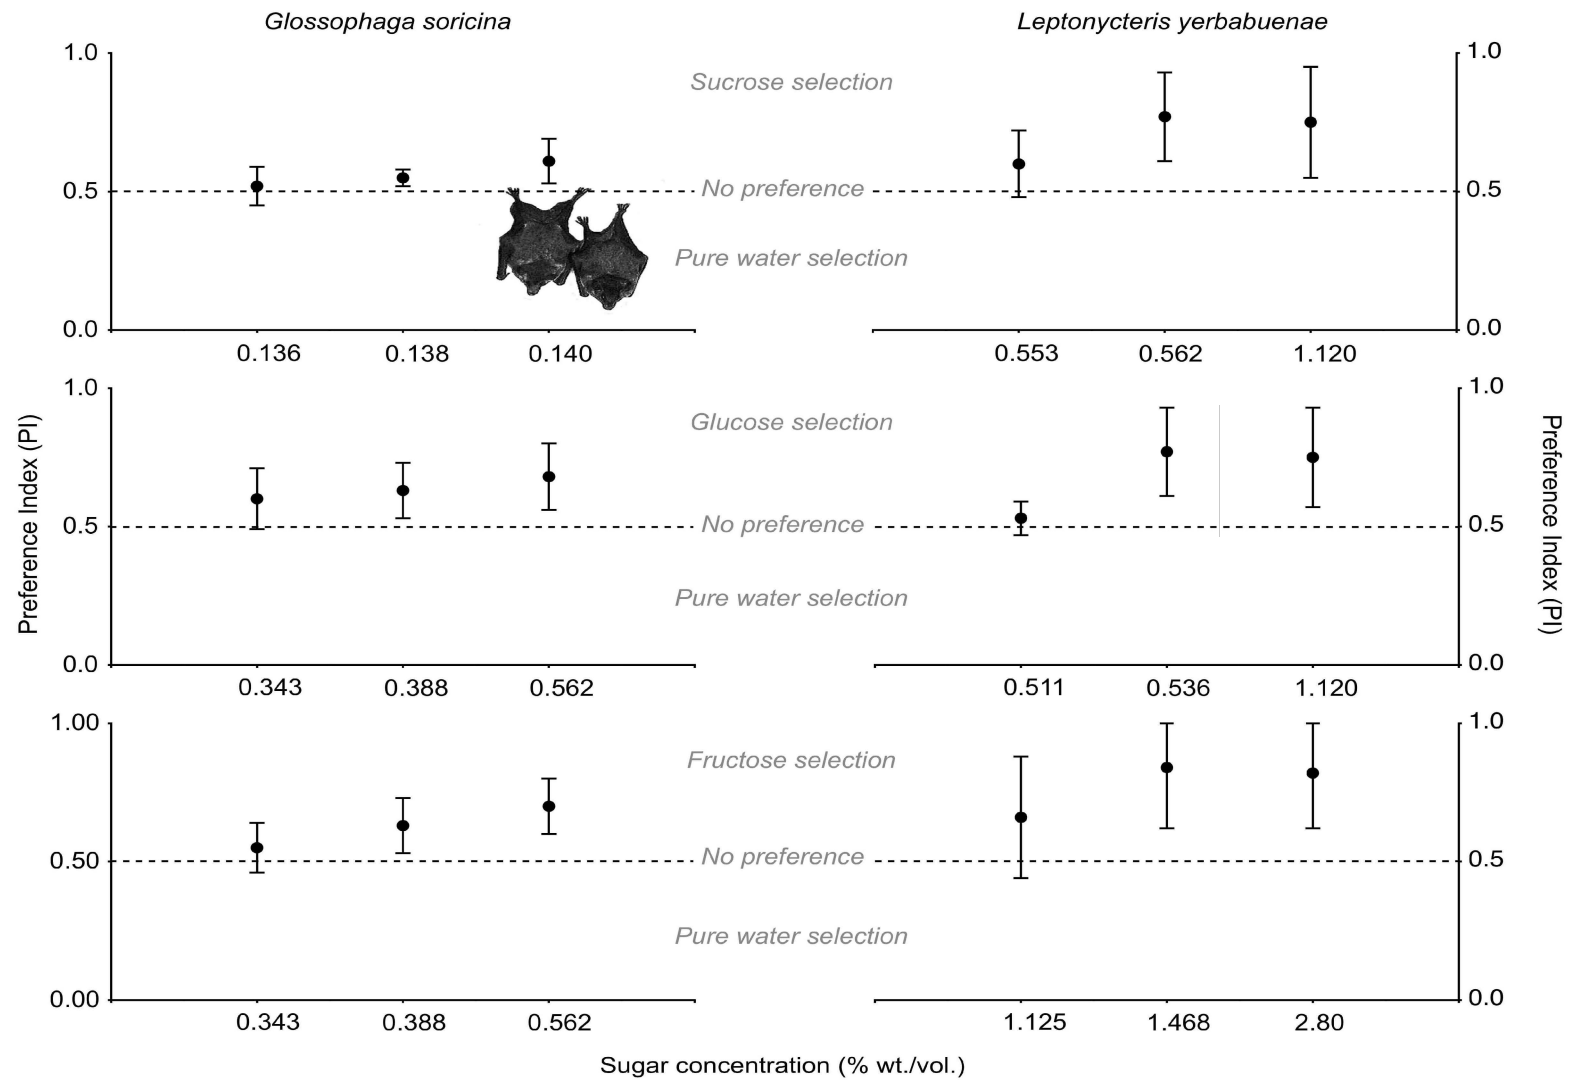 Glossophaga soricina
Leptonycteris yerbabuenae
1.0
Sucrose selection
1.0
0.5
No preference
0.5
Pure water selection
0.0
0.0
0.136 0.138 0.140
0.553 0.562 1.120
1.0
Glucose selection
1.0
Preference Index (PI)
Preference Index (PI)
0.5
No preference
0.5
Pure water selection
0.0
0.0
0.343 0.388 0.562
0.511 0.536 1.120
1.00
Fructose selection
1.0
0.50
No preference
0.5
Pure water selection
0.00
0.0
0.343 0.388 0.562
1.125 1.468 2.80
Sugar concentration (% wt./vol.)